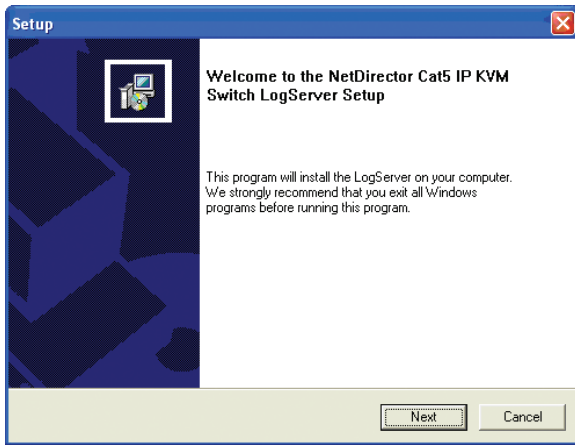 Setup
Welcome to the NetDirector Cat5 IP KVM
Switch LogServer Setup
This program will install the LogServer on your computer.
We strongly recommend that you exit all Windows
programs before running this program.
Next
Cancel